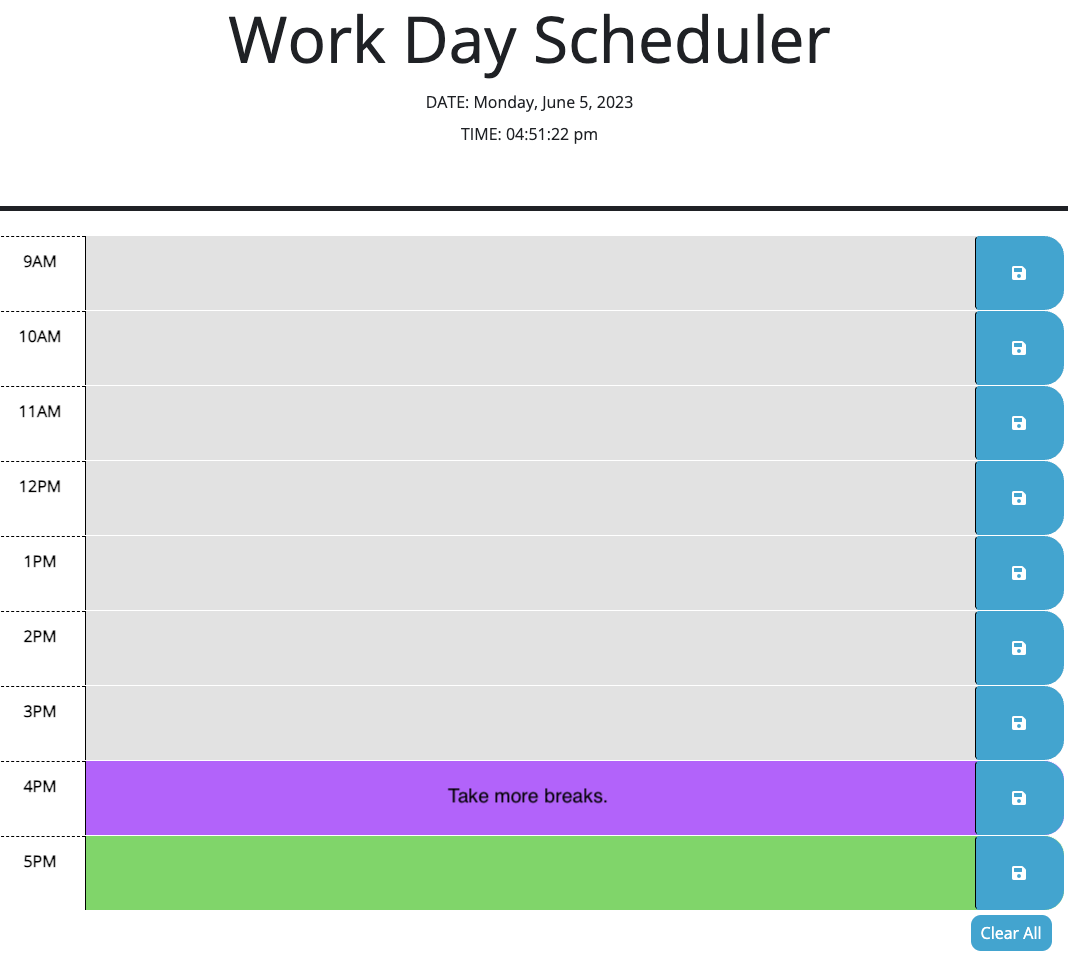 Work Day Scheduler
DATE: Monday, June 5, 2023
TIME: 04:51:22 pm
9AM
10AM
11AM
12PM
1PM
2PM
3PM
4PM
Take more breaks.
5PM
Clear All